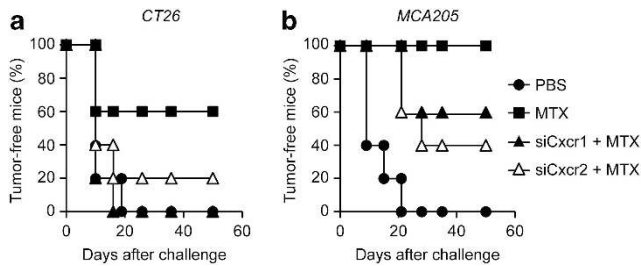 a
CT26
Tumor-free mice (%)
100
80
60
40
20
0
0 20 40 60
Days after challenge
b
MCA205
Tumor-free mice (%)
100
80
60
40
20
0
0 20 40 60
Days after challenge
PBS
MTX
siCxcr1 + MTX
siCxcr2 + MTX